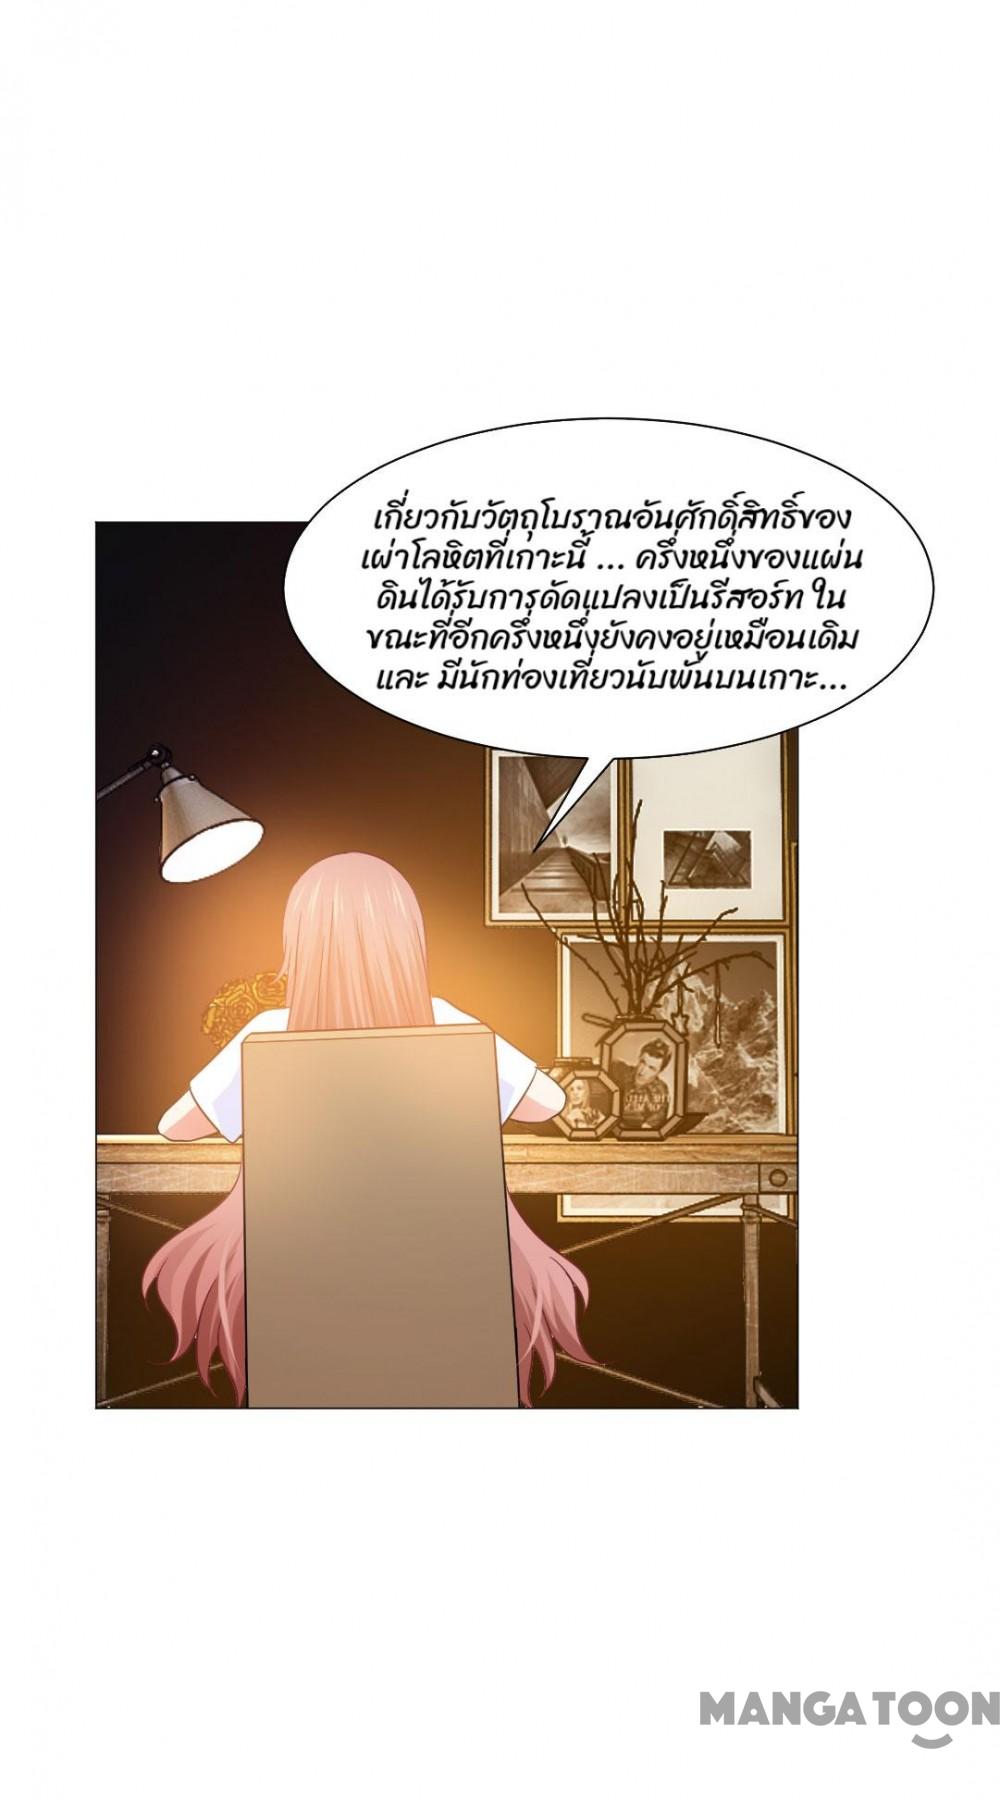 เกี่ยวกับวัตถุโบราณอันศักดิ์สิทธิ์ของ
เผ่าโลหิตที่เกาะนี้ ... ครึ่งหนึ่งของแผ่น
ดินได้รับการดัดแปลงเป็นรีสอร์ท ใน
ขณะที่อีกครึ่งหนึ่งยังคงอยู่เหมือนเดิม
และ มีนักท่องเที่ยวนับพันบนเกาะ...
MANGATOON